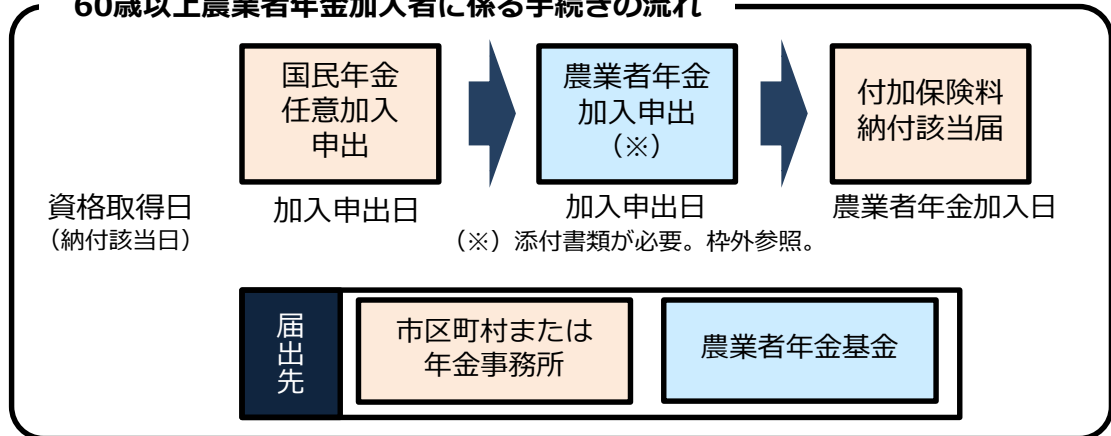 60歳以上農業者年金加入者に係る手続きの流れ
国民年金
任意加入
申出
農業者年金
加入申出
（※）
付加保険料
納付該当届
資格取得日
（納付該当日）
加入申出日
加入申出日
農業者年金加入日
（※）添付書類が必要。枠外参照。
届出先
市区町村または
年金事務所
農業者年金基金